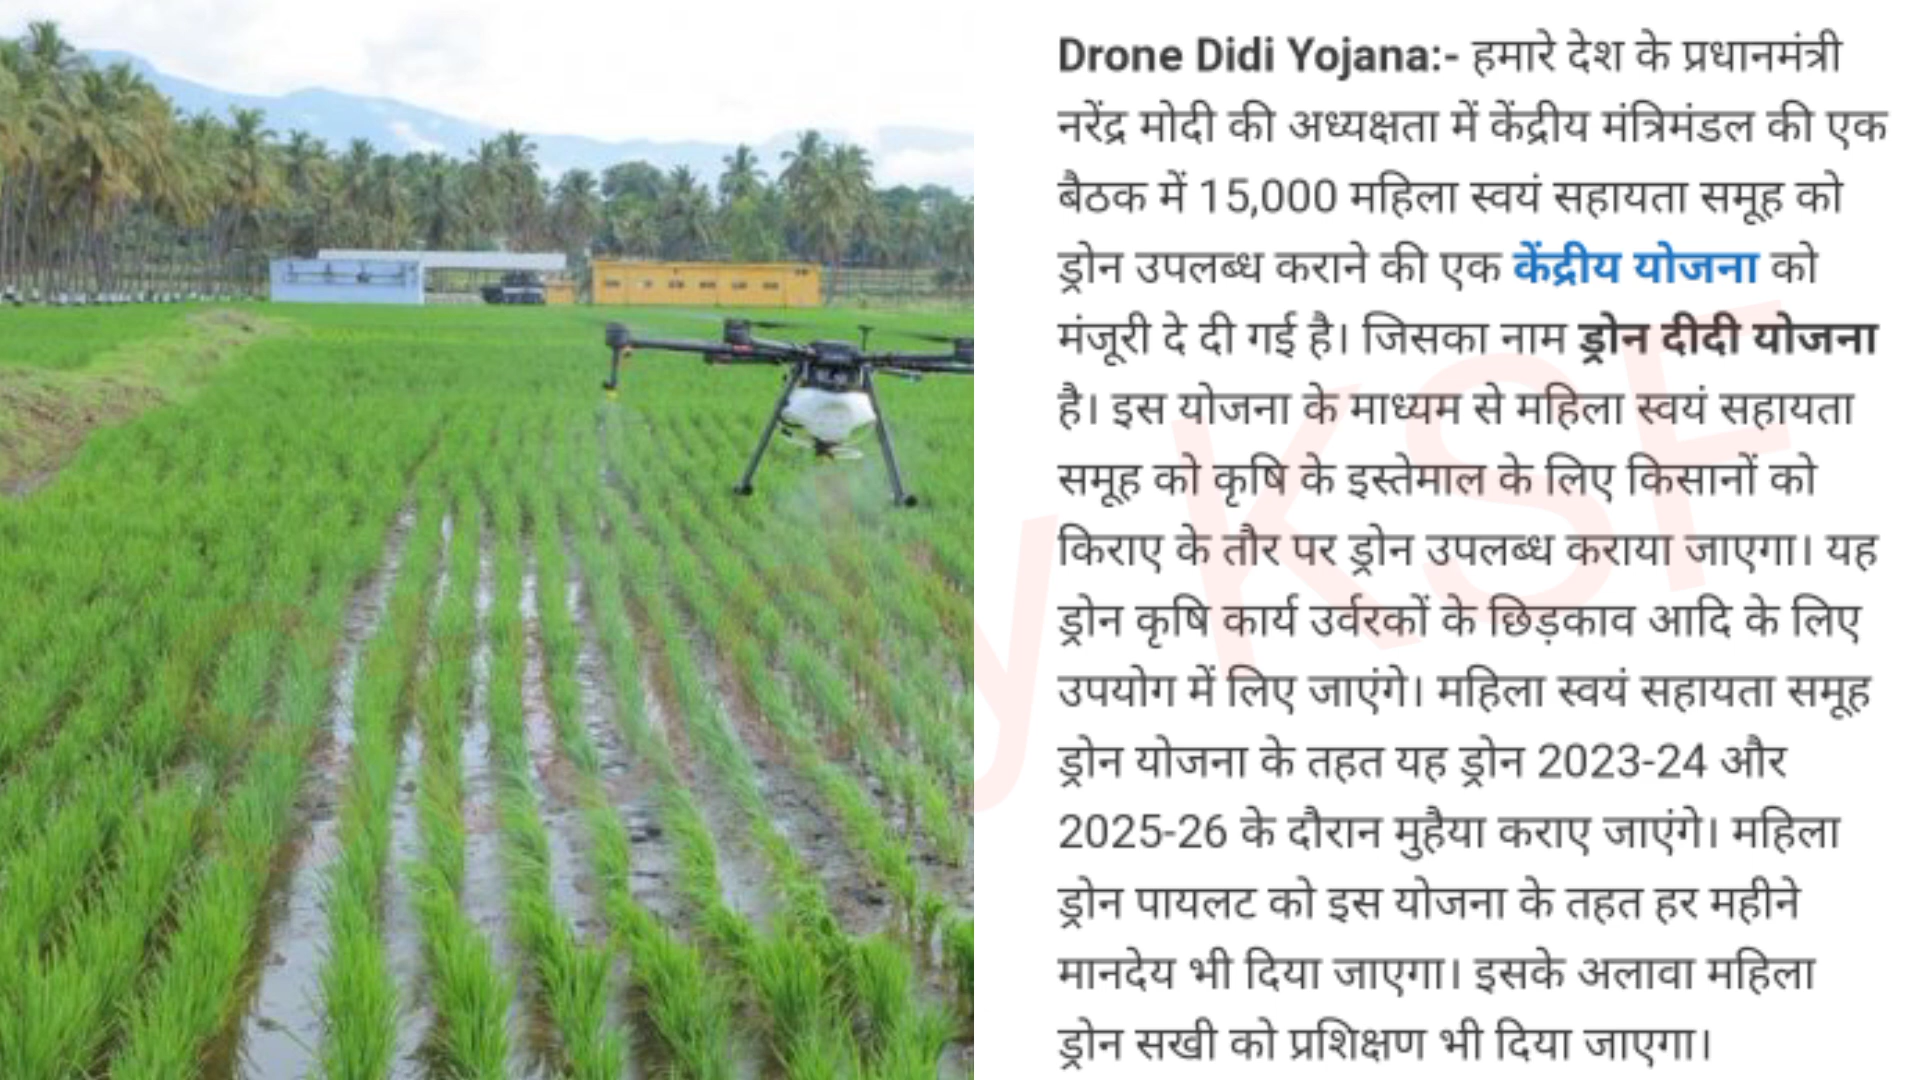 Drone Didi Yojana:- हमारे देश के प्रधानमंत्री
नरेंद्र मोदी की अध्यक्षता में केंद्रीय मंत्रिमंडल की एक
बैठक में 15,000 महिला स्वयं सहायता समूह को
ड्रोन उपलब्ध कराने की एक केंद्रीय योजना को
मंजूरी दे दी गई है। जिसका नाम ड्रोन दीदी योजना
है। इस योजना के माध्यम से महिला स्वयं सहायता
समूह को कृषि के इस्तेमाल के लिए किसानों को
किराए के तौर पर ड्रोन उपलब्ध कराया जाएगा। यह
ड्रोन कृषि कार्य उर्वरकों के छिड़काव आदि के लिए
उपयोग में लिए जाएंगे। महिला स्वयं सहायता समूह
ड्रोन योजना के तहत यह ड्रोन 2023-24 और
2025-26 के दौरान मुहैया कराए जाएंगे। महिला
ड्रोन पायलट को इस योजना के तहत हर महीने
मानदेय भी दिया जाएगा। इसके अलावा महिला
ड्रोन सखी को प्रशिक्षण भी दिया जाएगा।
y KSF